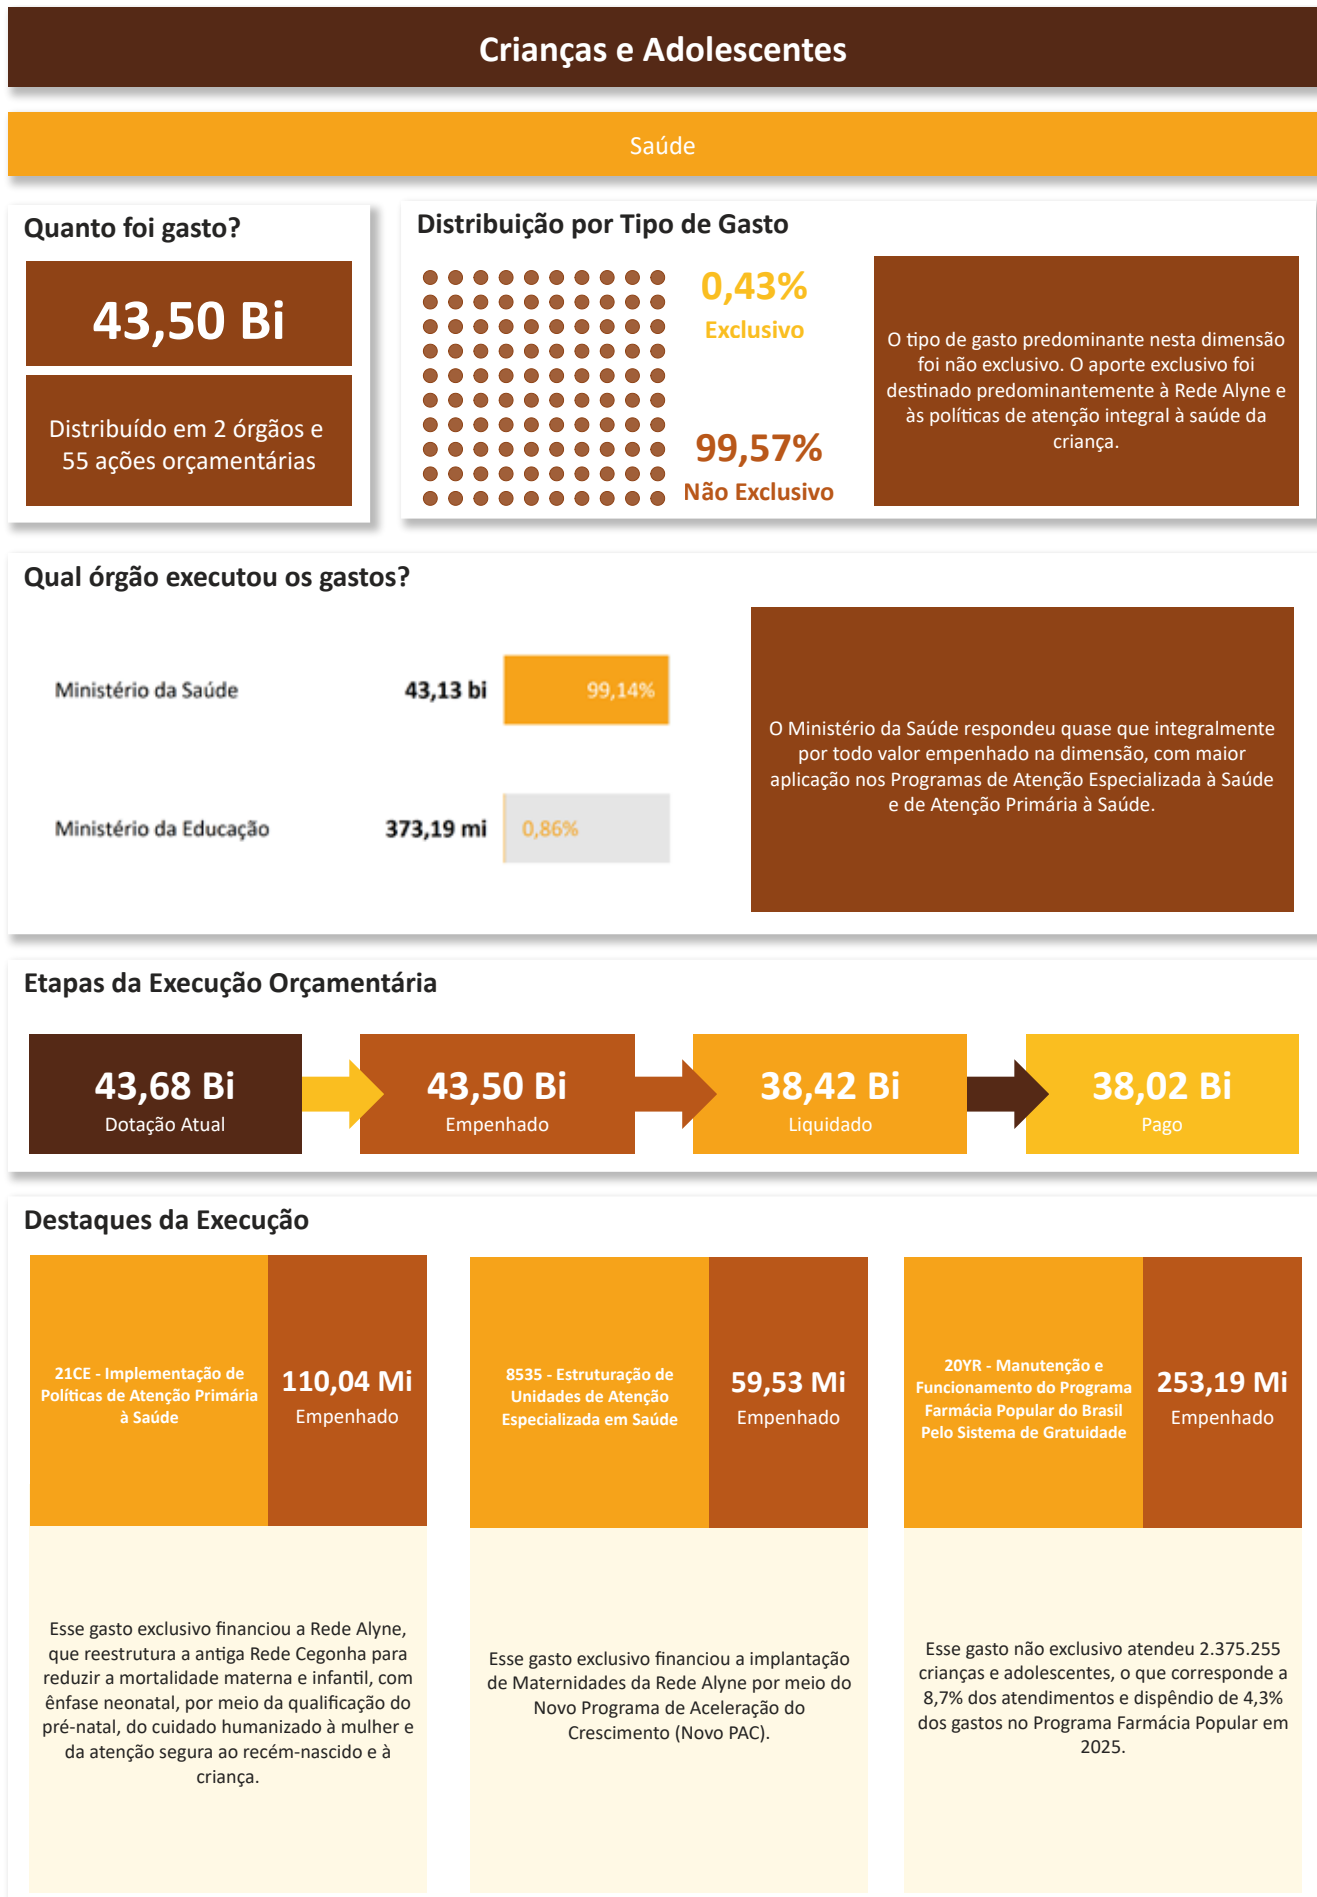 Crianças e Adolescentes
Saúde
Quanto foi gasto?
43,50 Bi
Distribuído em 2 órgãos e
55 ações orçamentárias
Distribuição por Tipo de Gasto
0,43%
Exclusivo
99,57%
Não Exclusivo
O tipo de gasto predominante nesta dimensão
foi não exclusivo. O aporte exclusivo foi
destinado predominantemente à Rede Alyne e
às políticas de atenção integral à saúde da
criança.
Qual órgão executou os gastos?
Ministério da Saúde
43,13 bi
99,14%
Ministério da Educação
373,19 mi
0,86%
O Ministério da Saúde respondeu quase que integralmente
por todo valor empenhado na dimensão, com maior
aplicação nos Programas de Atenção Especializada à Saúde
e de Atenção Primária à Saúde.
Etapas da Execução Orçamentária
43,68 Bi
Dotação Atual
43,50 Bi
Empenhado
38,42 Bi
Liquidado
38,02 Bi
Pago
Destaques da Execução
21CE - Implementação de
Políticas de Atenção Primária
à Saúde
110,04 Mi
Empenhado
Esse gasto exclusivo financiou a Rede Alyne,
que reestrutura a antiga Rede Cegonha para
reduzir a mortalidade materna e infantil, com
ênfase neonatal, por meio da qualificação do
pré-natal, do cuidado humanizado à mulher e
da atenção segura ao recém-nascido e à
criança.
8535 - Estruturação de
Unidades de Atenção
Especializada em Saúde
59,53 Mi
Empenhado
Esse gasto exclusivo financiou a implantação
de Maternidades da Rede Alyne por meio do
Novo Programa de Aceleração do
Crescimento (Novo PAC).
20YR - Manutenção e
Funcionamento do Programa
Farmácia Popular do Brasil
Pelo Sistema de Gratuidade
253,19 Mi
Empenhado
Esse gasto não exclusivo atendeu 2.375.255
crianças e adolescentes, o que corresponde a
8,7% dos atendimentos e dispêndio de 4,3%
dos gastos no Programa Farmácia Popular em
2025.